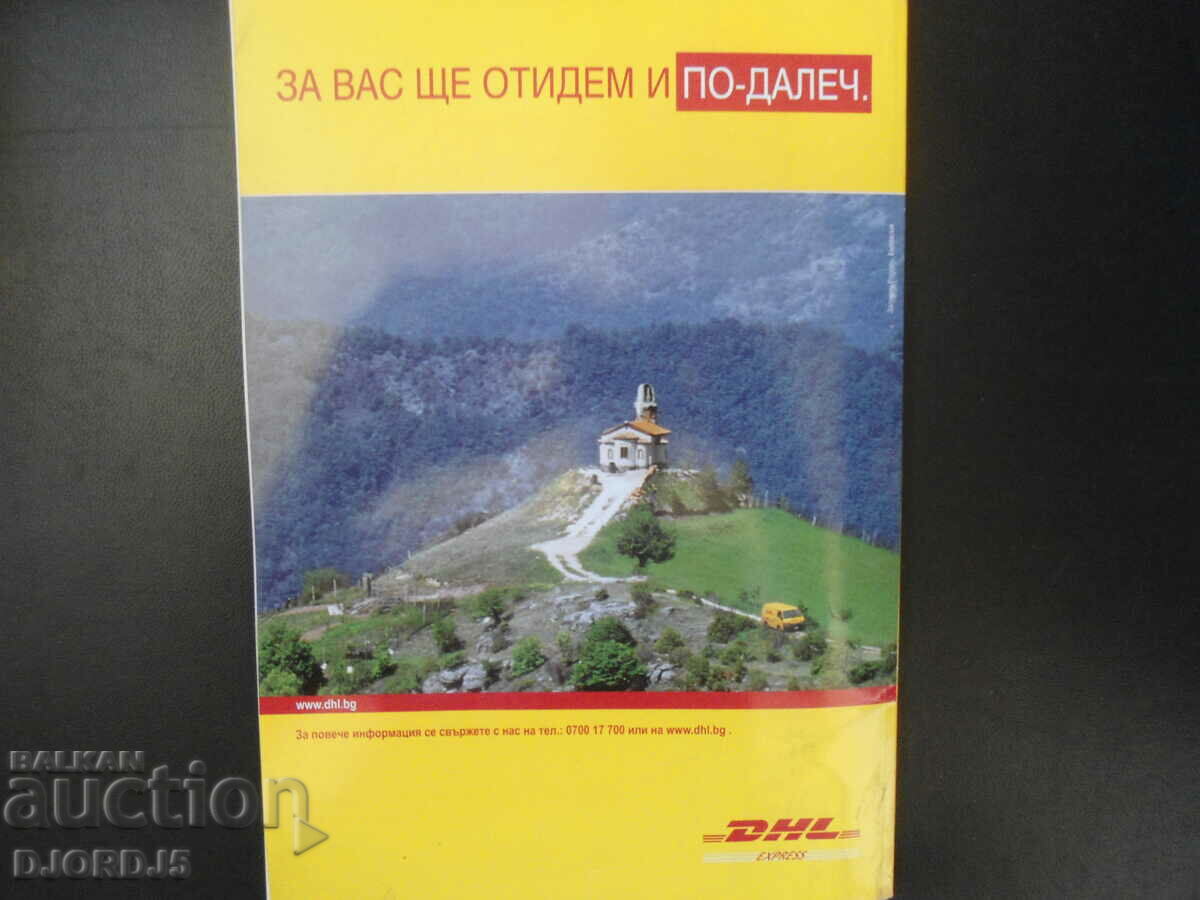 ЗА ВАС ЩЕ ОТИДЕМ И ПО-ДАЛЕЧ.
www.dhl.bg
За повече информация се свържете с нас на тел.: 0700 17 700 или на www.dhl.bg .
DHL
EXPRESS
BALKAN
auction
DJORD_J5